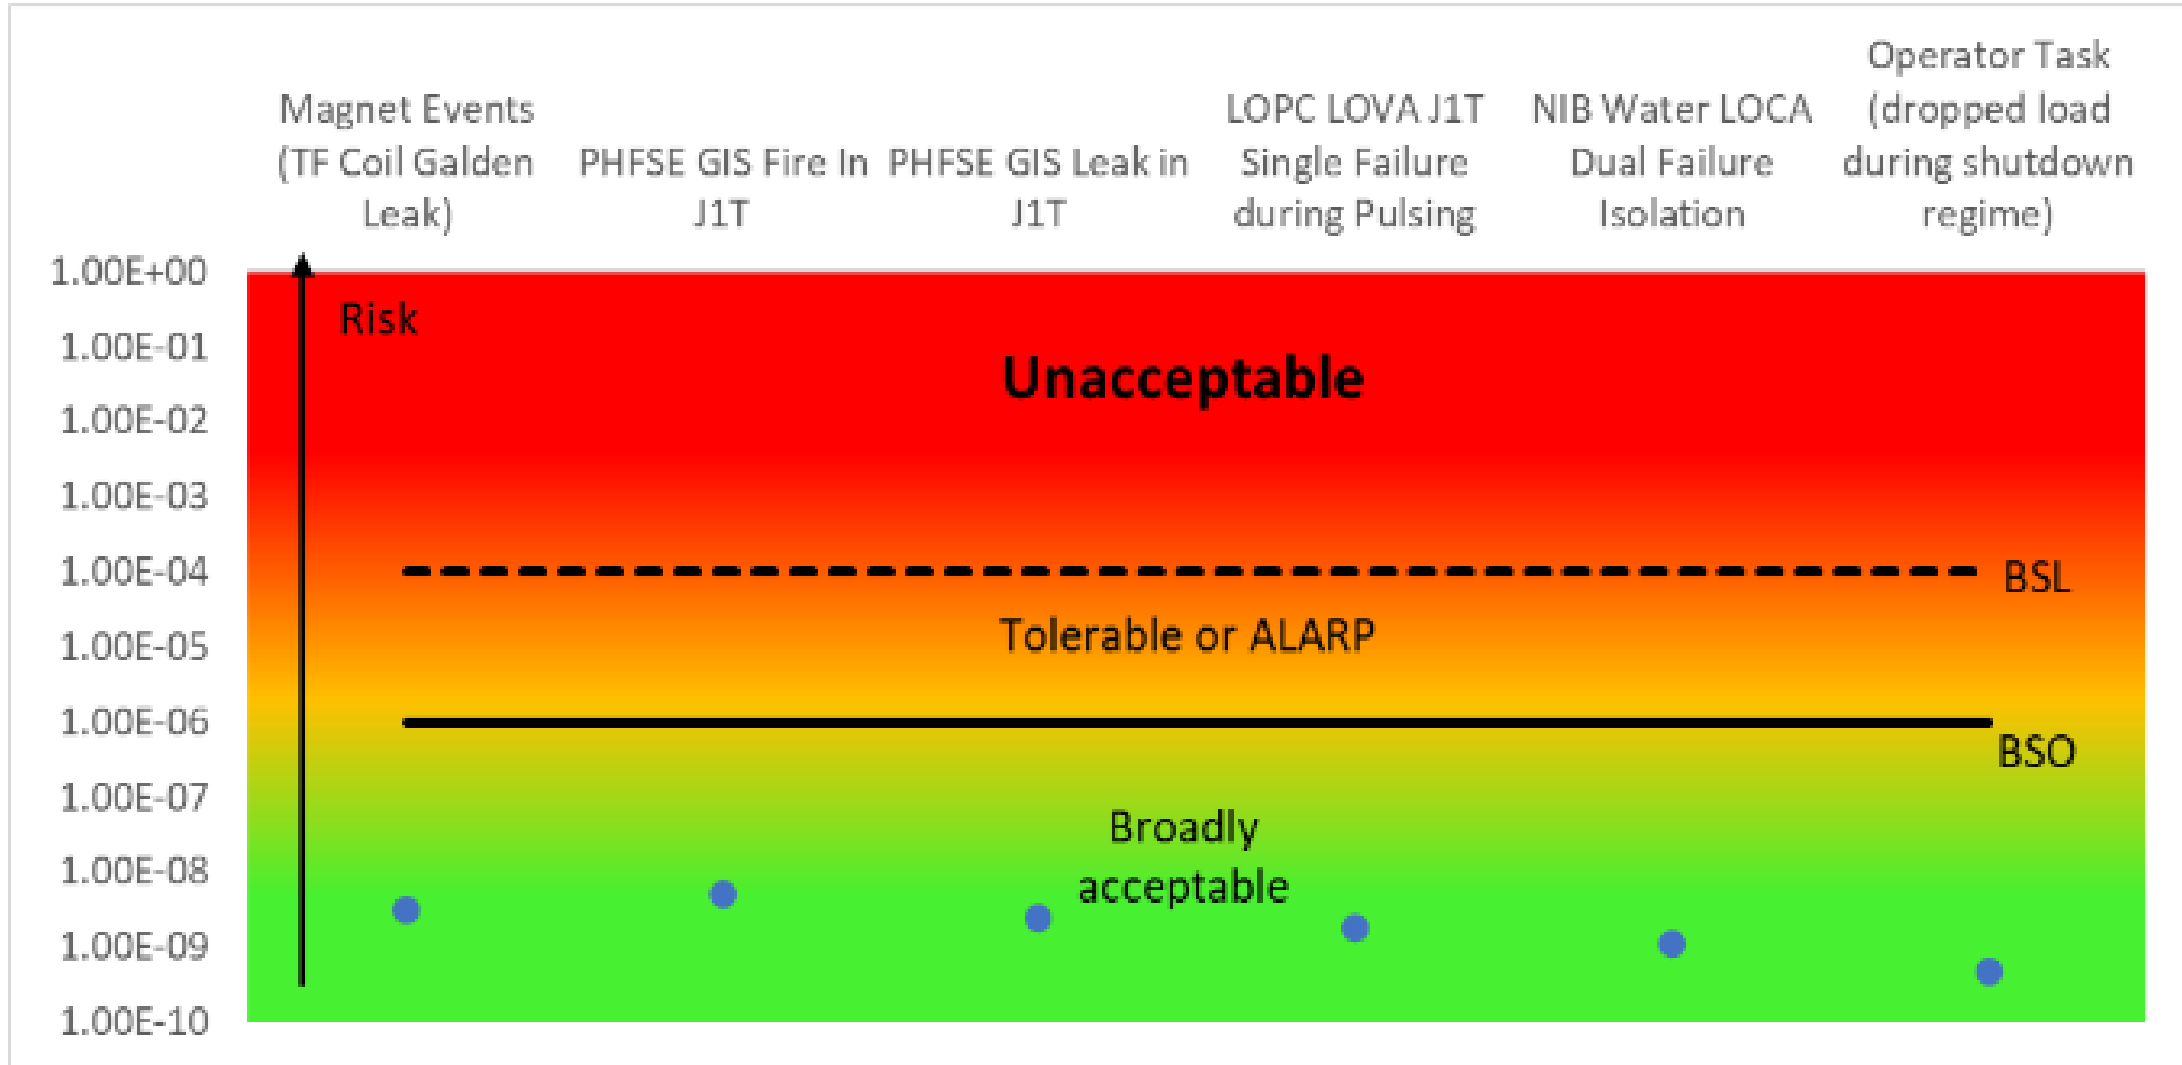 Magnet Events
(TF Coil Galden
Leak)
PHFSE GIS Fire In
J1T
PHFSE GIS Leak in
J1T
LOPC LOVA J1T
Single Failure
during Pulsing
NIB Water LOCA
Dual Failure
Isolation
Operator Task
(dropped load
during shutdown
regime)
1.00E+00
1.00E-01
1.00E-02
1.00E-03
1.00E-04
1.00E-05
1.00E-06
1.00E-07
1.00E-08
1.00E-09
1.00E-10
Risk
Unacceptable
BSL
Tolerable or ALARP
BSO
Broadly
acceptable